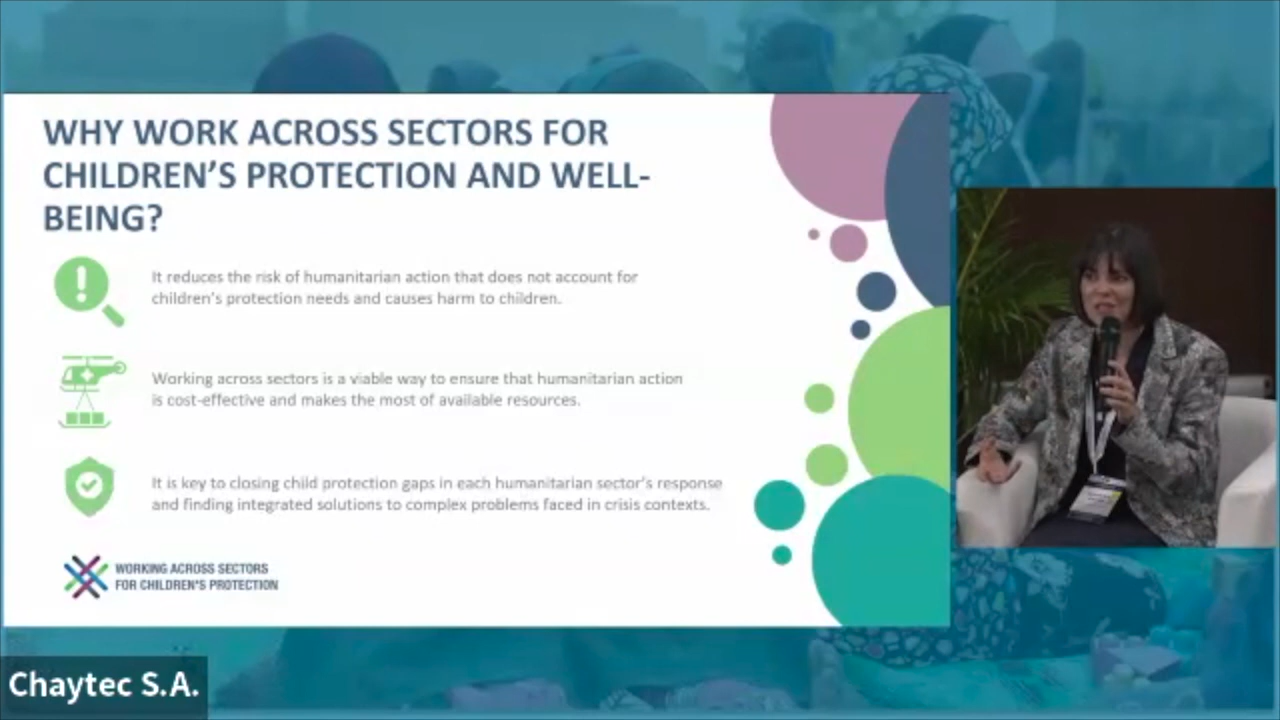 WHY WORK ACROSS SECTORS FOR
CHILDREN'S PROTECTION AND WELL-
BEING?
It reduces the risk of humanitarian action that does not account for
children's protection needs and causes harm to children.
Working across sectors is a viable way to ensure that humanitarian action
is cost-effective and makes the most of available resources.
It is key to closing child protection gaps in each humanitarian sector's response
and finding integrated solutions to complex problems faced in crisis contexts.
WORKING ACROSS SECTORS
FOR CHILDREN'S PROTECTION
Chaytec S.A.